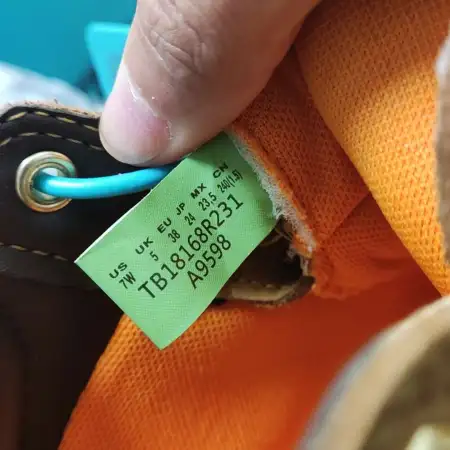 US UK EU JP MX CN
7W 5 38 24 23,5 240(1.5)
TB18168R231
A9598